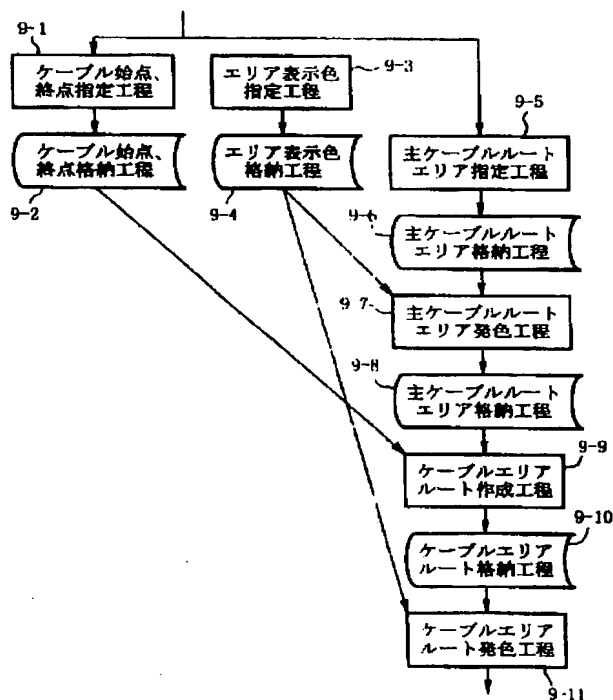 9-1
ケーブル始点、
終点指定工程
ケーブル始点、
終点格納工程
9-2
エリア表示色
指定工程
9-3
エリア表示色
格納工程
9-4
9-5
主ケーブルルート
エリア指定工程
9-6
主ケーブルルート
エリア格納工程
9-7
主ケーブルルート
エリア発色工程
9-8
主ケーブルルート
エリア格納工程
9-9
ケーブルエリア
ルート作成工程
9-10
ケーブルエリア
ルート格納工程
ケーブルエリア
ルート発色工程
9-11